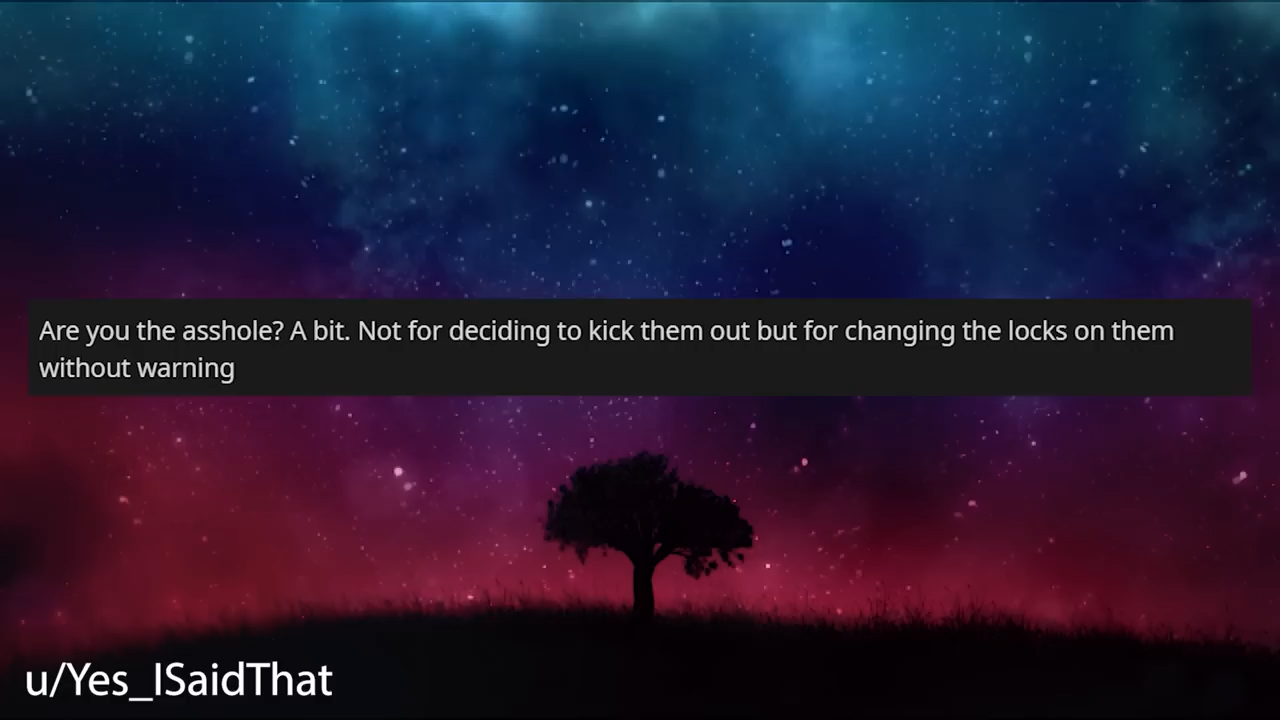 Are you the asshole? A bit. Not for deciding to kick them out but for changing the locks on them
without warning
u/Yes_ISaidThat